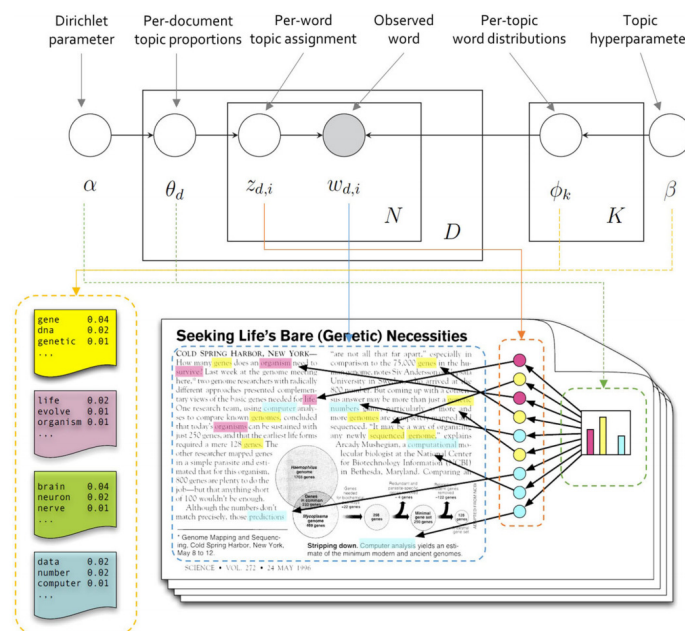 Dirichlet parameter
Per-document topic proportions
Per-word topic assignment
Observed word
Per-topic word distributions
Topic hyperparamete
α
θd
zd,i
wd,i
ϕk
β
N
D
K
gene 0.04
dna 0.02
genetic 0.01
...
life 0.02
evolve 0.01
organism 0.01
...
brain 0.04
neuron 0.02
nerve 0.01
...
data 0.02
number 0.02
computer 0.01
...
Seeking Life's Bare (Genetic) Necessities
COLD SPRING HARBOR, NEW YORK—
How many genes does an organism need to
survive? Last week at the genome meeting
here,* two genome researchers with radically
different approaches presented complemen-
tary views of the basic genes needed for life.
One research team, using computer analy-
ses to compare known genomes, concluded
that today's organisms can be sustained with
just 250 genes, and that the earliest life forms
required a mere 128 genes. The
other researcher mapped genes
in a simple parasite and esti-
mated that for this organism,
800 genes are plenty to do the
job—but that anything short
of 100 wouldn't be enough.
Although the numbers don't
match precisely, those predictions
* Genome Mapping and Sequenc-
ing, Cold Spring Harbor, New York,
May 8 to 12.
"are not all that far apart," especially in
comparison to the 75,000 genes in the hu-
genome, notes Siv Andersson
University in Sweden, who arrived at the
800 number. But coming up with a consen-
sus answer may be more than just a
numbers particularly as more and
more genomes are
sequenced. "It may be a way of organizing
any newly sequenced genome," explains
Arcady Mushegian, a computational mo-
lecular biologist at the National Center
for Biotechnology Information (NCBI)
in Bethesda, Maryland. Comparing
Haemophilus genome 1703 genes
Genes in common 233 genes
Mycoplasma genome 469 genes
Minimal gene set 250 genes
Stripping down. Computer analysis yields an esti-
mate of the minimum modern and ancient genomes.
SCIENCE • VOL. 272 • 24 MAY 1996